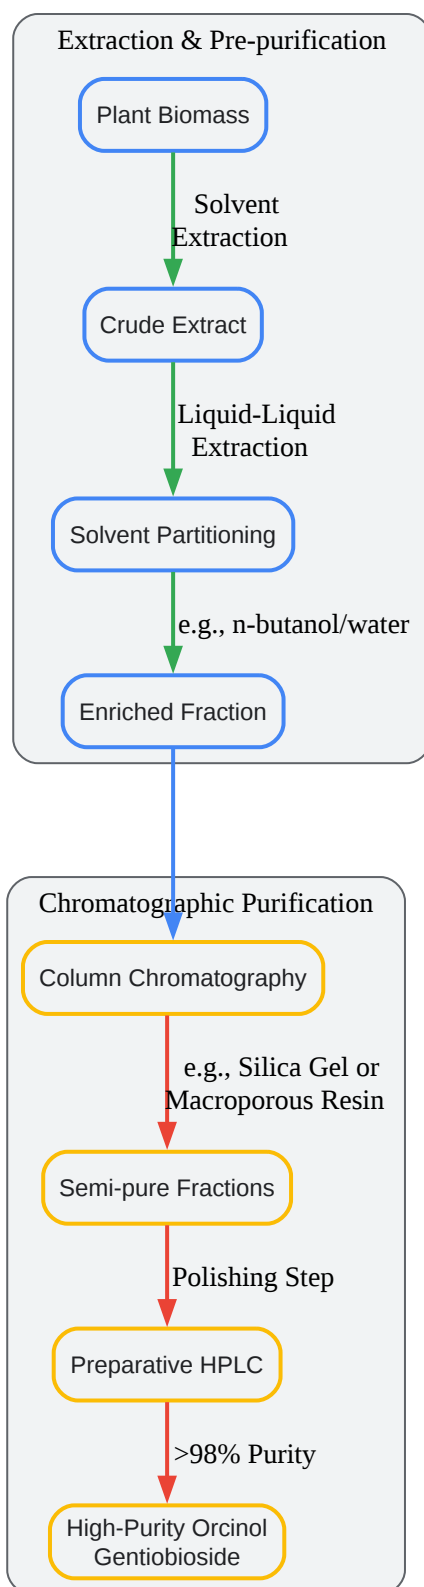 Extraction & Pre-purification
Plant Biomass
Solvent
Extraction
Crude Extract
Liquid-Liquid
Extraction
Solvent Partitioning
e.g., n-butanol/water
Enriched Fraction
Chromatographic Purification
Column Chromatography
e.g., Silica Gel or
Macroporous Resin
Semi-pure Fractions
Polishing Step
Preparative HPLC
>98% Purity
High-Purity Orcinol
Gentiobioside